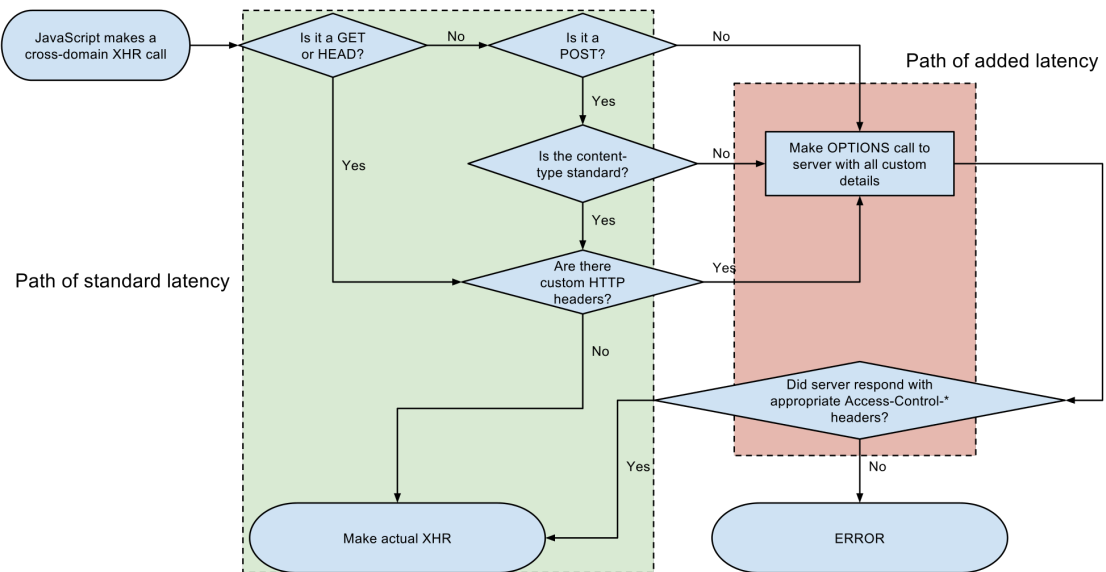 JavaScript makes a
cross-domain XHR call
Is it a GET
or HEAD?
No
Is it a
POST?
No
Path of added latency
Yes
Yes
Is the content-
type standard?
No
Make OPTIONS call to
server with all custom
details
Yes
Path of standard latency
Are there
custom HTTP
headers?
Yes
No
Did server respond with
appropriate Access-Control-*
headers?
Yes
No
Make actual XHR
ERROR